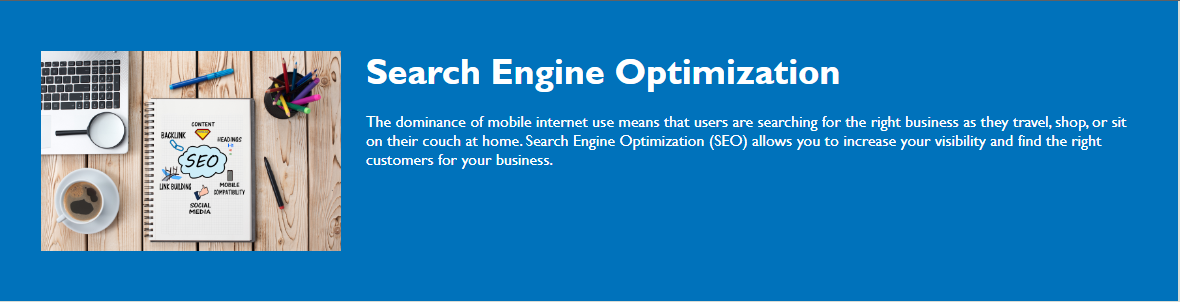 Search Engine Optimization
The dominance of mobile internet use means that users are searching for the right business as they travel, shop, or sit
on their couch at home. Search Engine Optimization (SEO) allows you to increase your visibility and find the right
customers for your business.
CONTENT
BACKLINK
HEADINGS
SEO
LINK BUILDING
MOBILE
COMPATIBILITY
SOCIAL
MEDIA